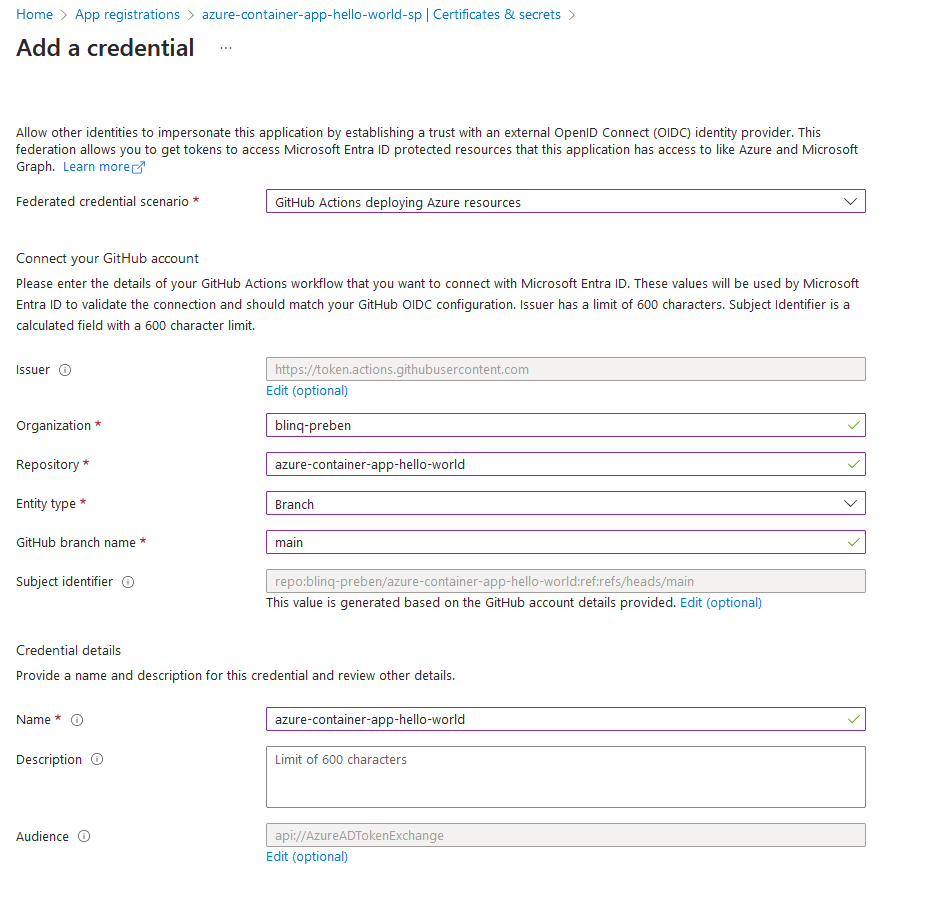 Home > App registrations > azure-container-app-hello-world-sp | Certificates & secrets >
Add a credential ...
Allow other identities to impersonate this application by establishing a trust with an external OpenID Connect (OIDC) identity provider. This
federation allows you to get tokens to access Microsoft Entra ID protected resources that this application has access to like Azure and Microsoft
Graph. Learn more
Federated credential scenario * GitHub Actions deploying Azure resources
Connect your GitHub account
Please enter the details of your GitHub Actions workflow that you want to connect with Microsoft Entra ID. These values will be used by Microsoft
Entra ID to validate the connection and should match your GitHub OIDC configuration. Issuer has a limit of 600 characters. Subject Identifier is a
calculated field with a 600 character limit.
Issuer https://token.actions.githubusercontent.com
Edit (optional)
Organization * blinq-preben
Repository * azure-container-app-hello-world
Entity type * Branch
GitHub branch name * main
Subject identifier repo:blinq-preben/azure-container-app-hello-world:ref:refs/heads/main
This value is generated based on the GitHub account details provided. Edit (optional)
Credential details
Provide a name and description for this credential and review other details.
Name * azure-container-app-hello-world
Description Limit of 600 characters
Audience api://AzureADTokenExchange
Edit (optional)